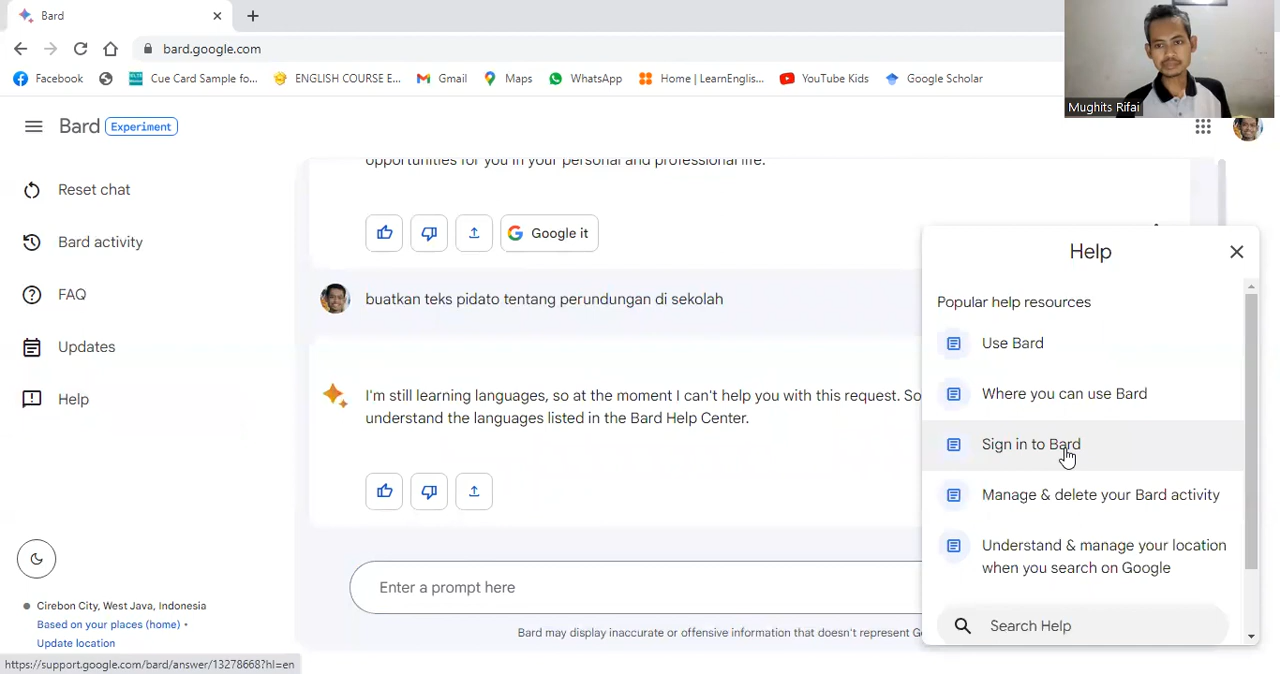 Bard
bard.google.com
Facebook
Cue Card Sample fo...
ENGLISH COURSE E...
Gmail
Maps
WhatsApp
Home | LearnEnglis...
YouTube Kids
Google Scholar
Mughits Rifai
Bard Experiment
Reset chat
Bard activity
FAQ
Updates
Help
Cirebon City, West Java, Indonesia
Based on your places (home) •
Update location
https://support.google.com/bard/answer/13278668?hl=en
opportunities for you in your personal and professional life.
Google it
buatkan teks pidato tentang perundungan di sekolah
I'm still learning languages, so at the moment I can't help you with this request. So
understand the languages listed in the Bard Help Center.
Enter a prompt here
Bard may display inaccurate or offensive information that doesn't represent G
Help
Popular help resources
Use Bard
Where you can use Bard
Sign in to Bard
Manage & delete your Bard activity
Understand & manage your location
when you search on Google
Search Help